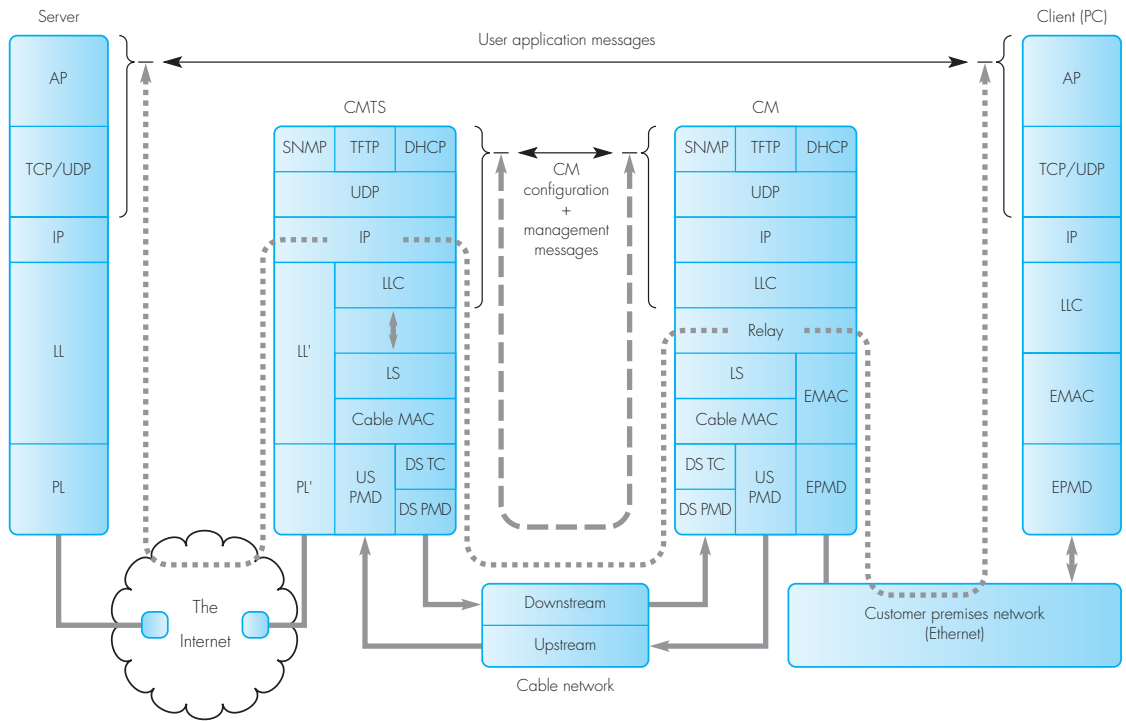 Server
Client (PC)
User application messages
AP
TCP/UDP
IP
LL
PL
CMTS
SNMP
TFTP
DHCP
UDP
IP
LLC
LL'
LS
Cable MAC
PL'
US
PMD
DS TC
DS PMD
CM
configuration
+
management
messages
CM
SNMP
TFTP
DHCP
UDP
IP
LLC
Relay
LS
EMAC
Cable MAC
DS TC
DS PMD
US
PMD
EPMD
AP
TCP/UDP
IP
LLC
EMAC
EPMD
The
Internet
Downstream
Upstream
Cable network
Customer premises network
(Ethernet)